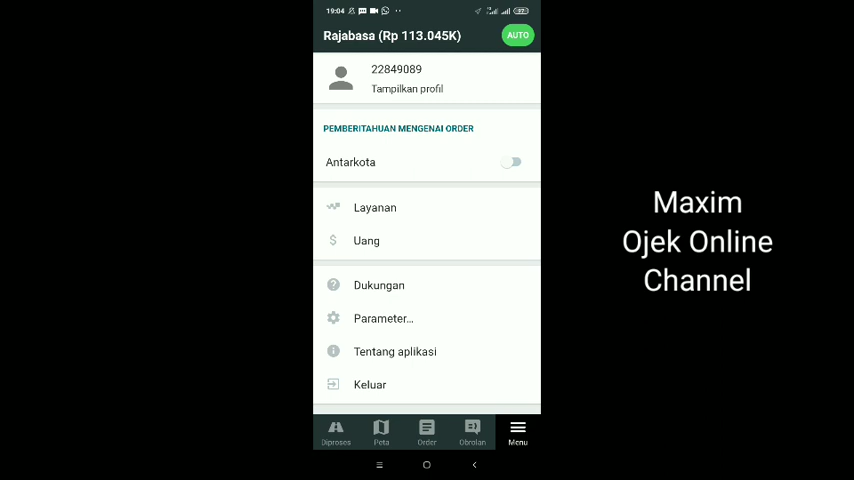 19:04
27
Rajabasa (Rp 113.045K)
AUTO
22849089
Tampilkan profil
PEMBERITAHUAN MENGENAI ORDER
Antarkota
Layanan
Uang
Dukungan
Parameter...
Tentang aplikasi
Keluar
Diproses
Peta
Order
Obrolan
Menu
Maxim
Ojek Online
Channel